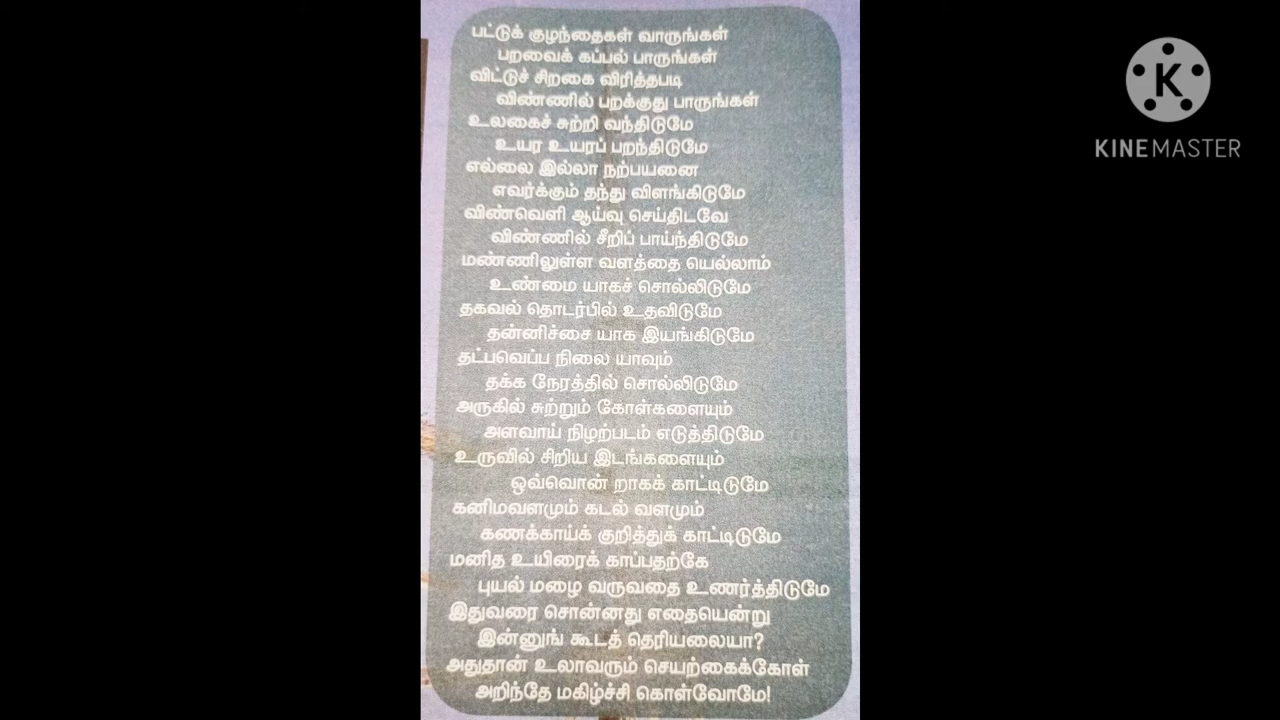 பட்டுக் குழந்தைகள் வாருங்கள்
பறவைக் கப்பல் பாருங்கள்
விட்டுச் சிறகை விரித்தபடி
விண்ணில் பறக்குது பாருங்கள்
உலகைச் சுற்றி வந்திடுமே
உயர உயரப் பறந்திடுமே
எல்லை இல்லா நற்பயனை
எவர்க்கும் தந்து விளங்கிடுமே
விண்வெளி ஆய்வு செய்திடவே
விண்ணில் சீறிப் பாய்ந்திடுமே
மண்ணிலுள்ள வளத்தை யெல்லாம்
உண்மை யாகச் சொல்லிடுமே
தகவல் தொடர்பில் உதவிடுமே
தன்னிச்சை யாக இயங்கிடுமே
தட்பவெப்ப நிலை யாவும்
தக்க நேரத்தில் சொல்லிடுமே
அருகில் சுற்றும் கோள்களையும்
அளவாய் நிழற்படம் எடுத்திடுமே
உருவில் சிறிய இடங்களையும்
ஒவ்வொன் றாகக் காட்டிடுமே
கனிமவளமும் கடல் வளமும்
கணக்காய்க் குறித்துக் காட்டிடுமே
மனித உயிரைக் காப்பதற்கே
புயல் மழை வருவதை உணர்த்திடுமே
இதுவரை சொன்னது எதையென்று
இன்னுங் கூடத் தெரியலையா?
அதுதான் உலாவரும் செயற்கைக்கோள்
அறிந்தே மகிழ்ச்சி கொள்வோமே!
K
KINEMASTER